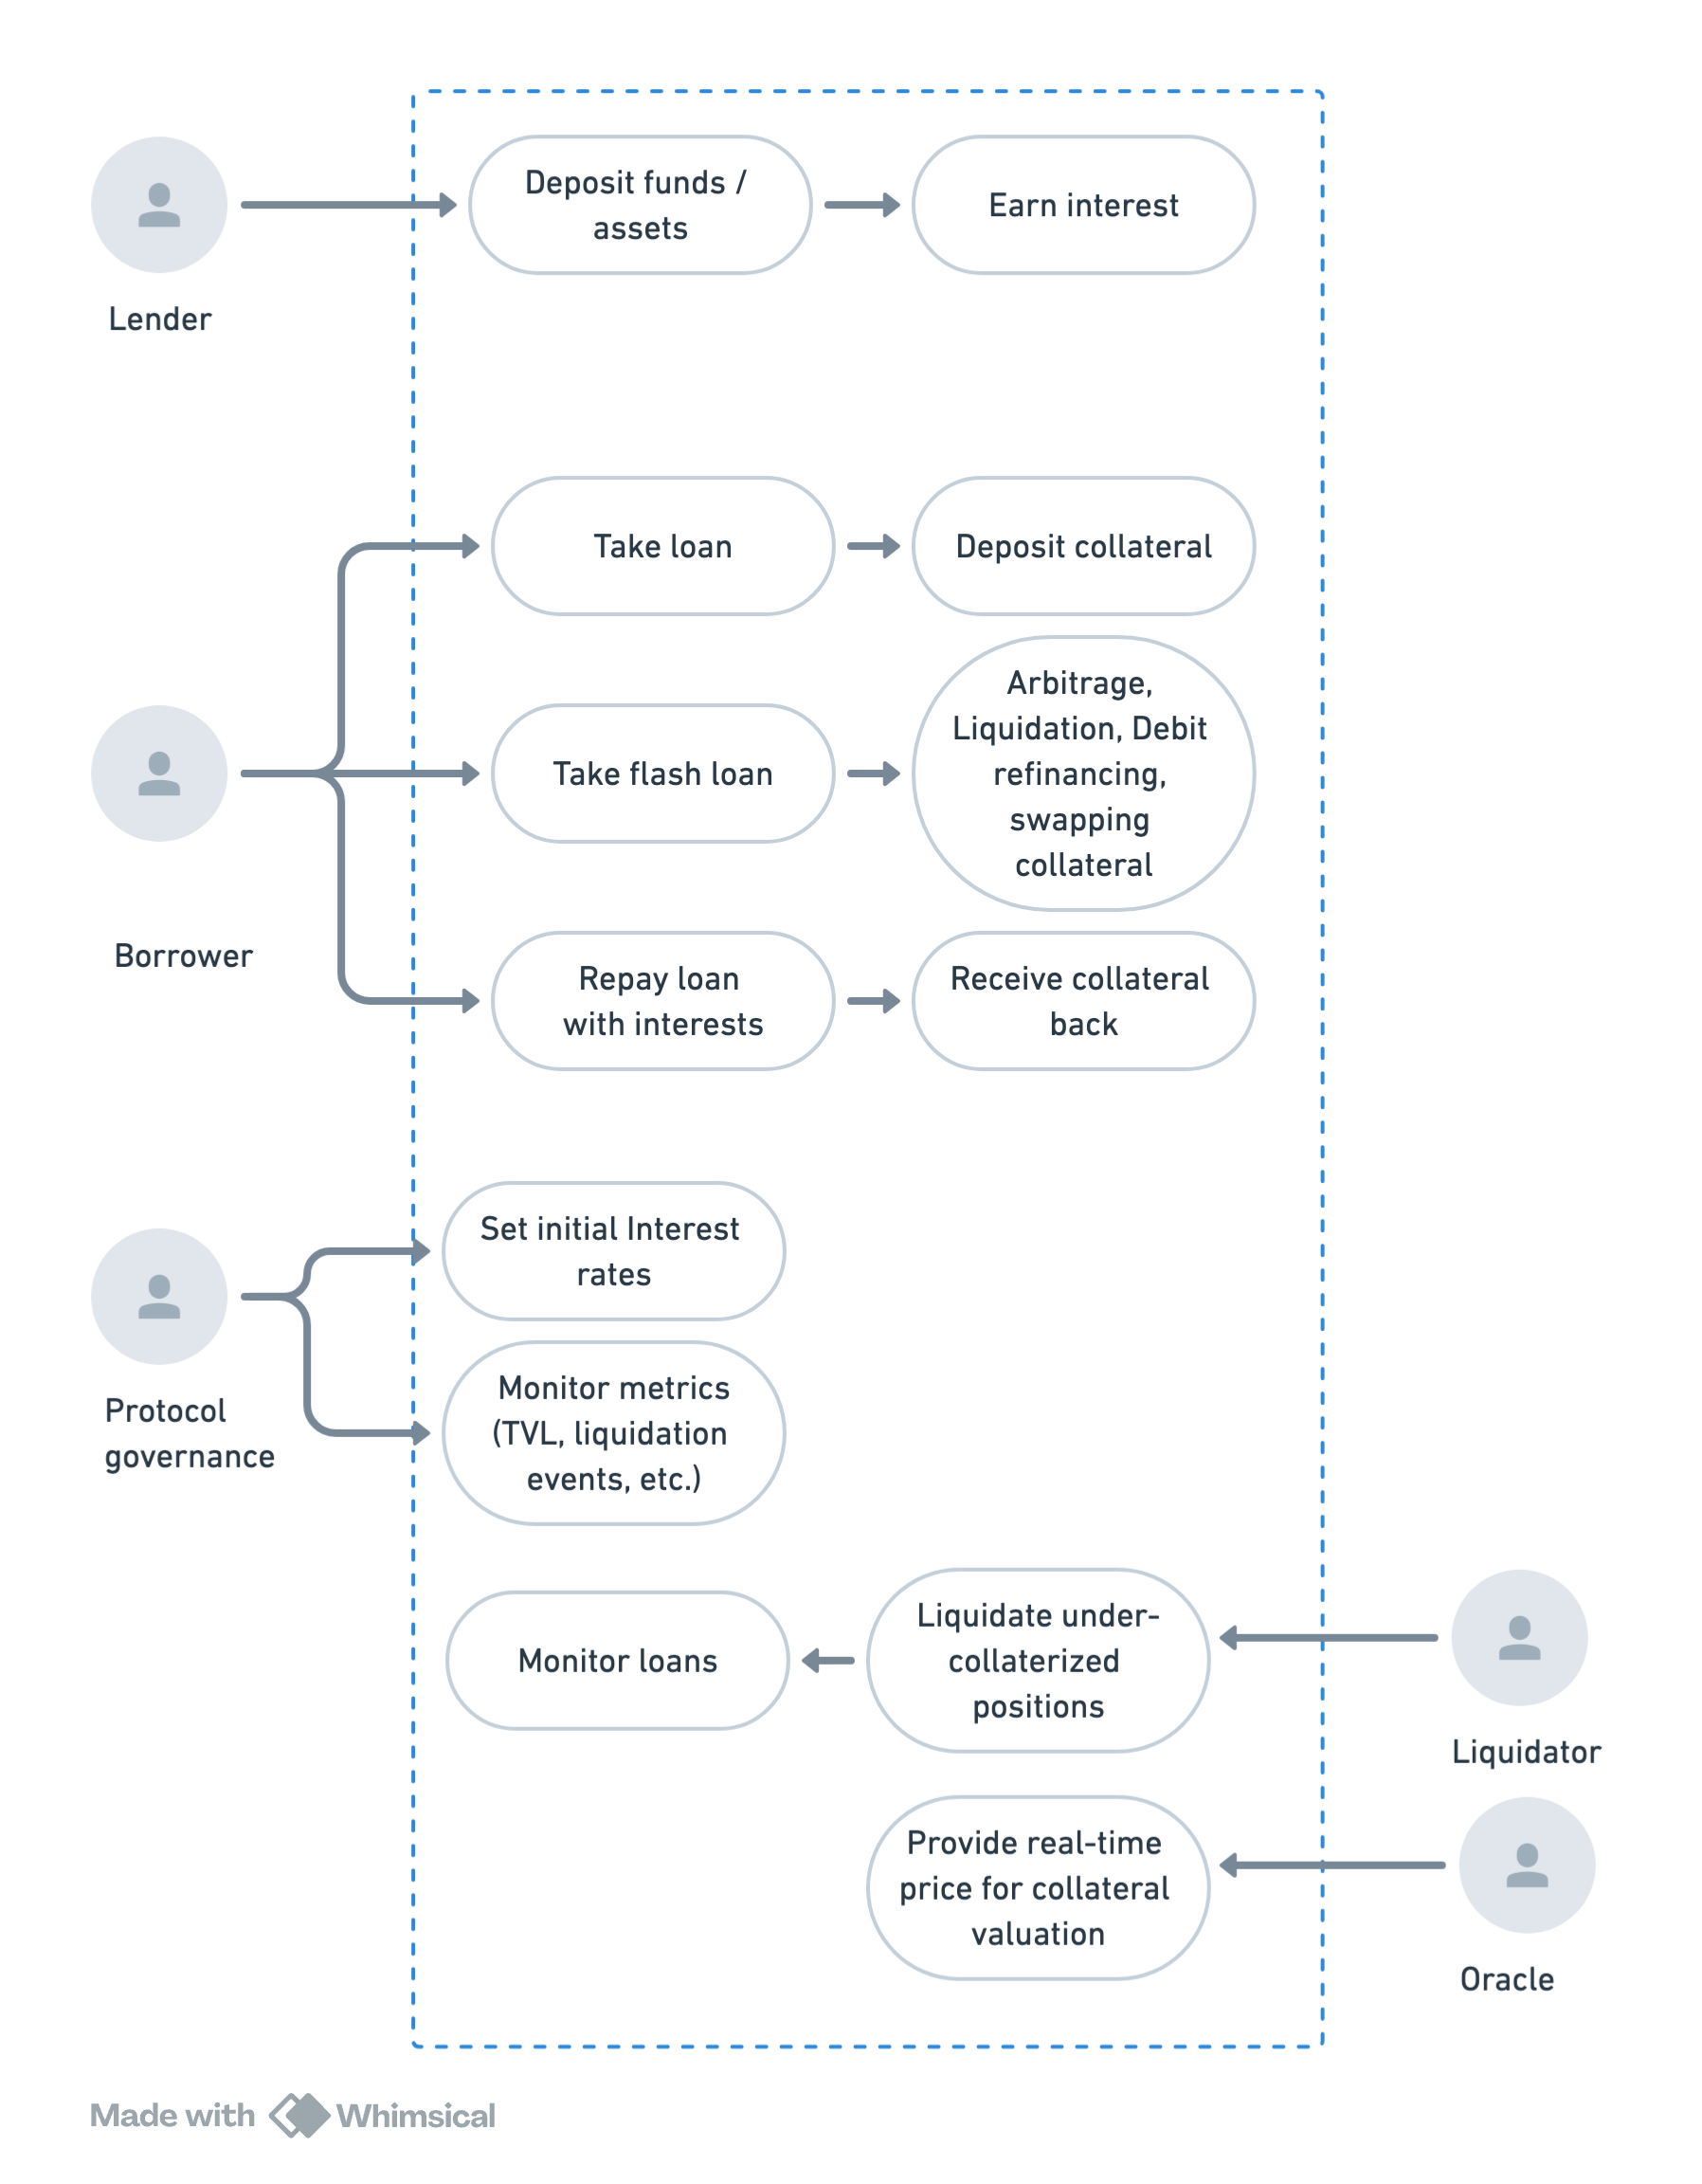 Deposit funds /
assets
Earn interest
Lender
Take loan
Deposit collateral
Arbitrage,
Liquidation, Debit
refinancing,
swapping
collateral
Take flash loan
Borrower
Repay loan
with interests
Receive collateral
back
Set initial Interest
rates
Protocol
governance
Monitor metrics
(TVL, liquidation
events, etc.)
Monitor loans
Liquidate under-
collaterized
positions
Liquidator
Provide real-time
price for collateral
valuation
Oracle
Made with Whimsical